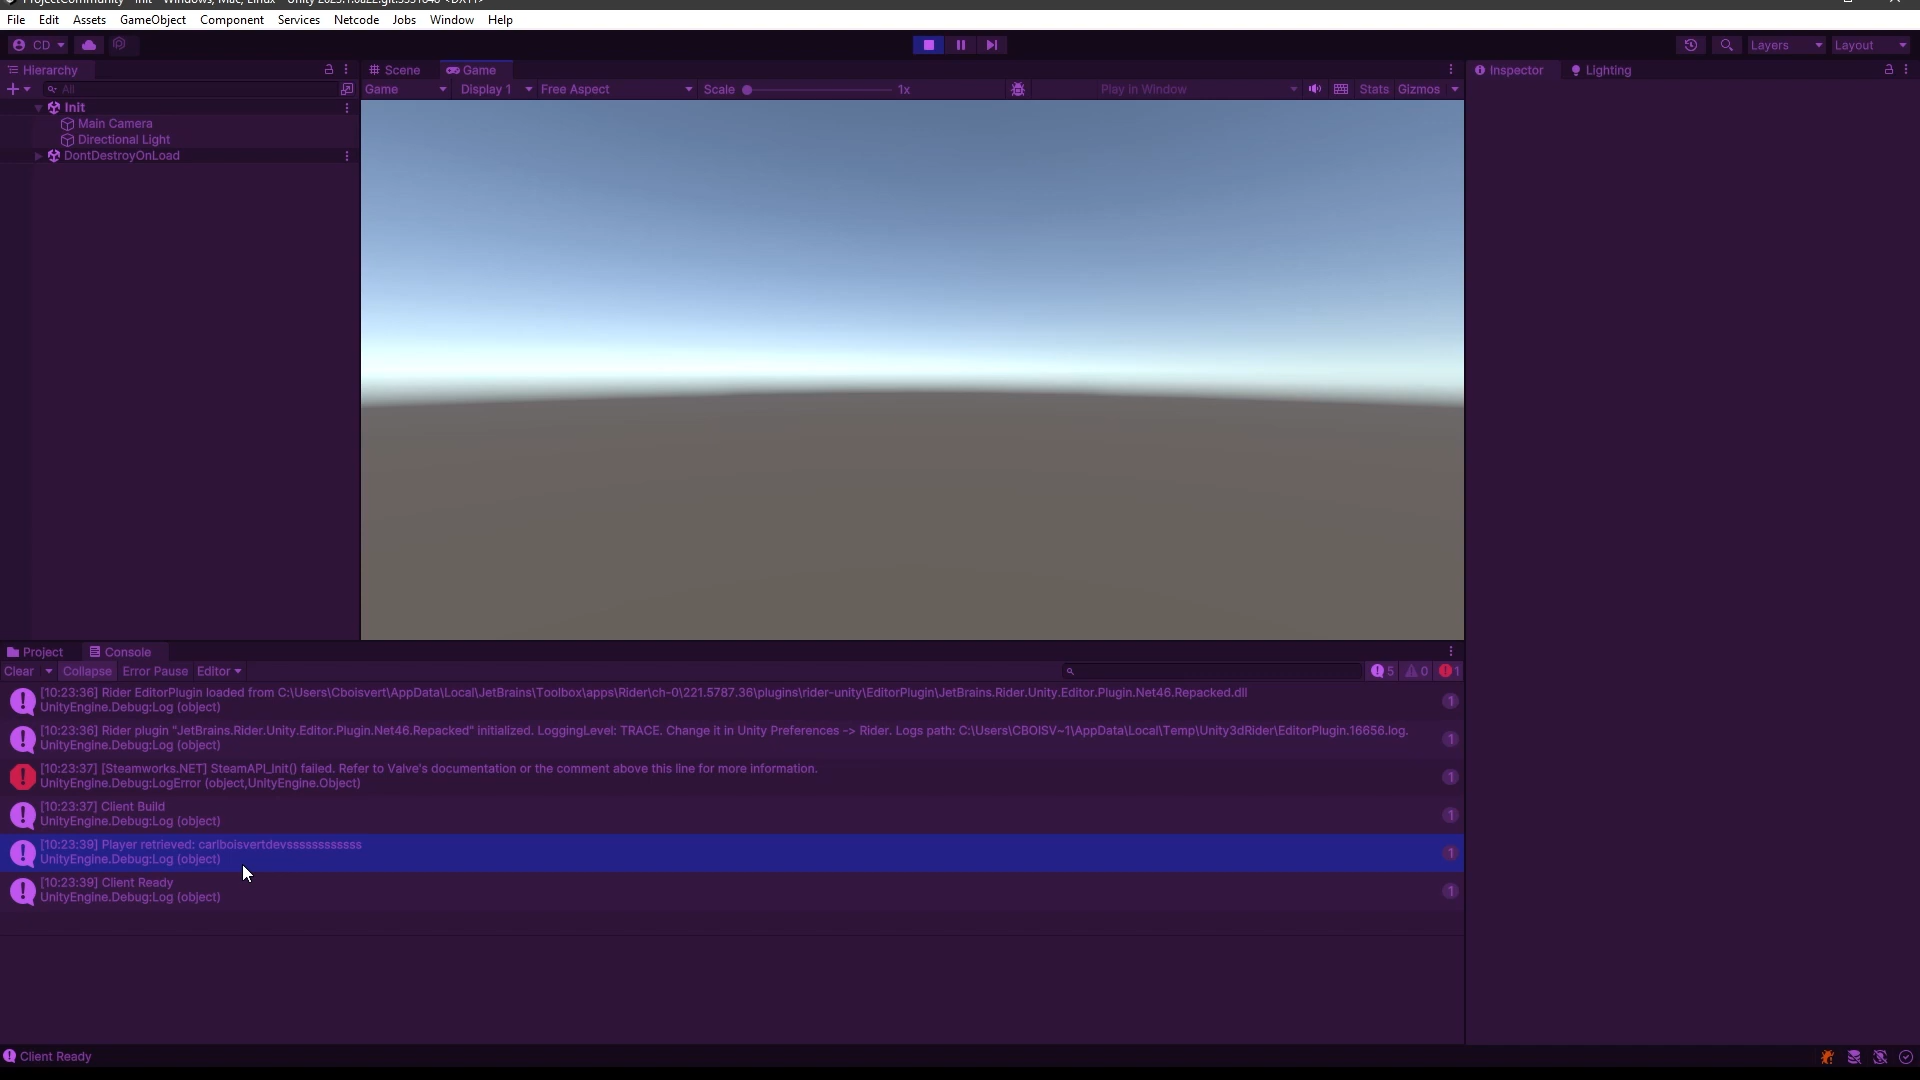 File Edit Assets GameObject Component Services Netcode Jobs Window Help
CD
Layers Layout
Hierarchy
Scene Game
Inspector Lighting
All
Game Display 1 Free Aspect Scale 1x Play In Window Stats Gizmos
Init
Main Camera
Directional Light
DontDestroyOnLoad
Project Console
Clear Collapse Error Pause Editor 5 0 1
[10:23:36] Rider EditorPlugin loaded from C:\Users\Cboisvert\AppData\Local\JetBrains\Toolbox\apps\Rider\ch-0\221.5787.36\plugins\rider-unity\EditorPlugin\JetBrains.Rider.Unity.Editor.Plugin.Net46.Repacked.dll
UnityEngine.Debug:Log (object)
1
[10:23:36] Rider plugin "JetBrains.Rider.Unity.Editor.Plugin.Net46.Repacked" initialized. LoggingLevel: TRACE. Change it in Unity Preferences -> Rider. Logs path: C:\Users\CBOISV~1\AppData\Local\Temp\Unity3dRider\EditorPlugin.16656.log.
UnityEngine.Debug:Log (object)
1
[10:23:37] [Steamworks.NET] SteamAPI_Init() failed. Refer to Valve's documentation or the comment above this line for more information.
UnityEngine.Debug:LogError (object,UnityEngine.Object)
1
[10:23:37] Client Build
UnityEngine.Debug:Log (object)
1
[10:23:39] Player retrieved: carlboisvertdevssssssssssss
UnityEngine.Debug:Log (object)
1
[10:23:39] Client Ready
UnityEngine.Debug:Log (object)
1
Client Ready